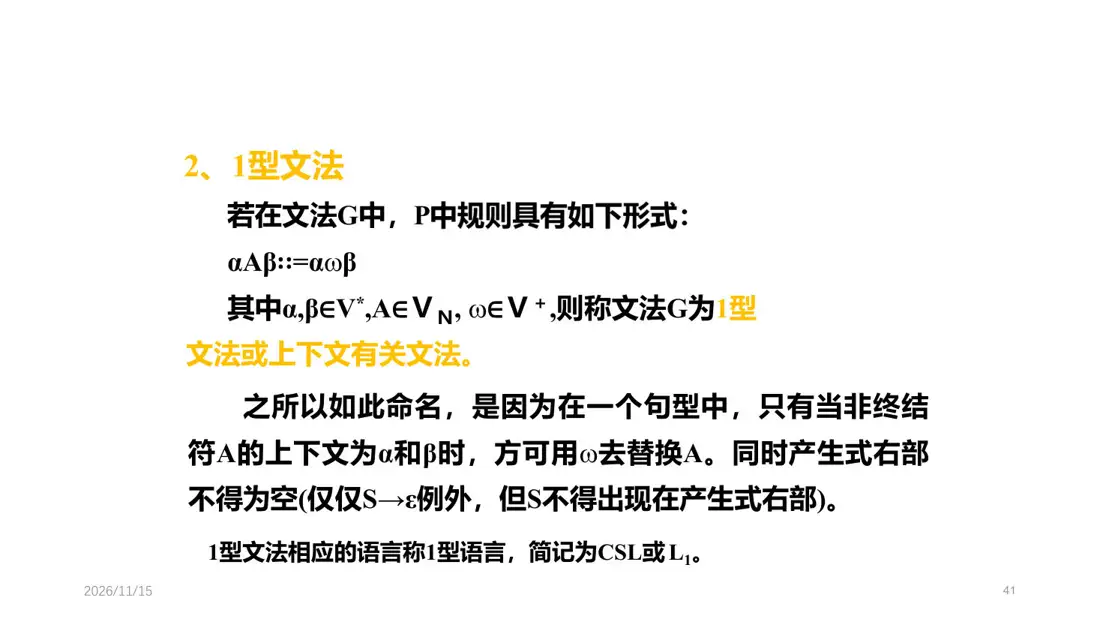 2、1型文法
若在文法G中，P中规则具有如下形式：
αAβ∷=αωβ
其中α,β∈V*,A∈VN, ω∈V+,则称文法G为1型
文法或上下文有关文法。
之所以如此命名，是因为在一个句型中，只有当非终结
符A的上下文为α和β时，方可用ω去替换A。同时产生式右部
不得为空(仅仅S→ε例外，但S不得出现在产生式右部)。
1型文法相应的语言称1型语言，简记为CSL或 L1。
2026/11/15
41